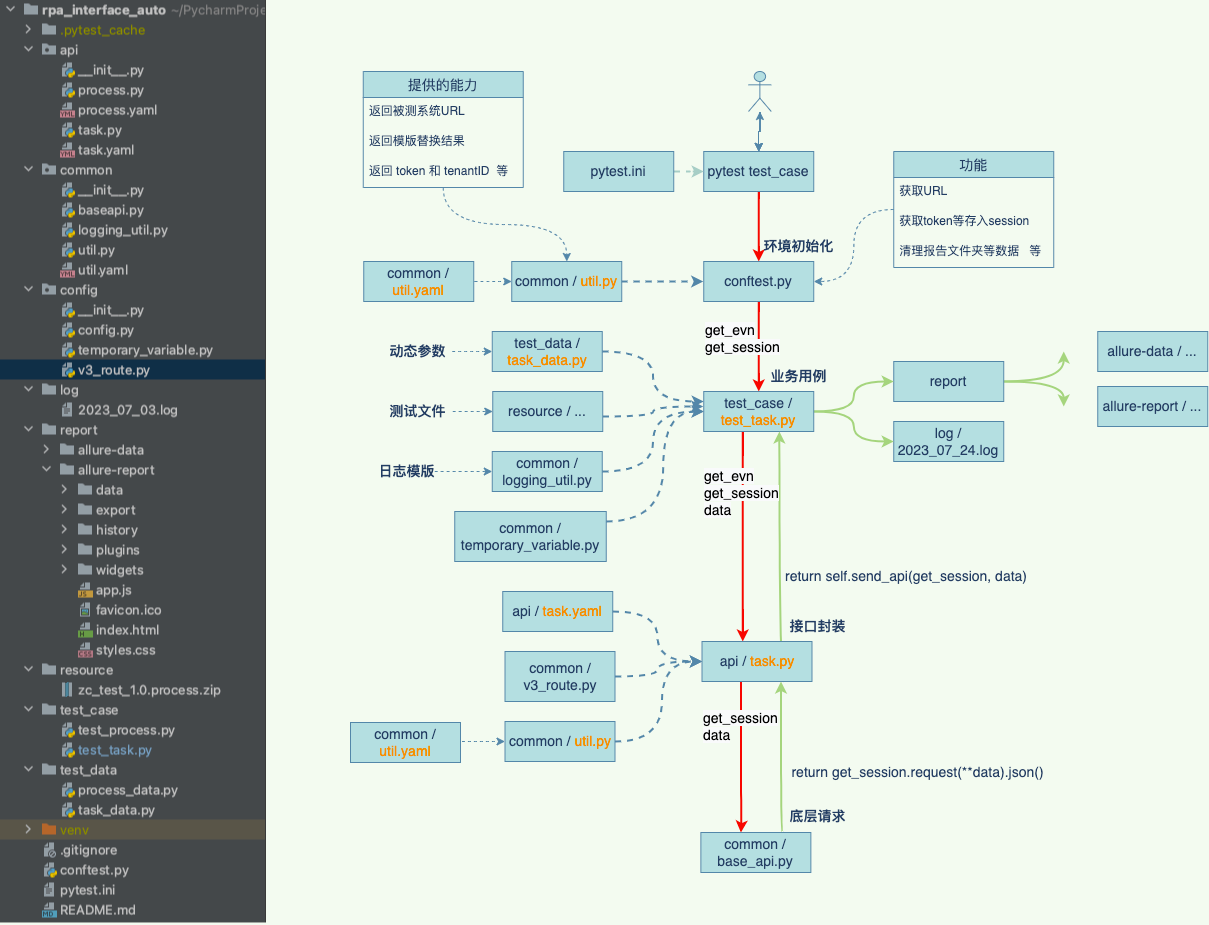 rpa_interface_auto ~/PycharmProje
.pytest_cache
api
__init__.py
process.py
process.yaml
task.py
task.yaml
common
__init__.py
baseapi.py
logging_util.py
util.py
util.yaml
config
__init__.py
config.py
temporary_variable.py
v3_route.py
log
2023_07_03.log
report
allure-data
allure-report
data
export
history
plugins
widgets
app.js
favicon.ico
index.html
styles.css
resource
zc_test_1.0.process.zip
test_case
test_process.py
test_task.py
test_data
process_data.py
task_data.py
venv
.gitignore
conftest.py
pytest.ini
README.md
提供的能力
返回被测系统URL
返回模版替换结果
返回 token 和 tenantID 等
pytest.ini
pytest test_case
功能
获取URL
获取token等存入session
清理报告文件夹等数据 等
环境初始化
common /
util.yaml
common / util.py
conftest.py
get_evn
get_session
动态参数
test_data /
task_data.py
业务用例
测试文件
resource / ...
test_case /
test_task.py
report
allure-data / ...
allure-report / ...
log /
2023_07_24.log
日志模版
common /
logging_util.py
get_evn
get_session
data
common /
temporary_variable.py
return self.send_api(get_session, data)
api / task.yaml
接口封装
common /
v3_route.py
api / task.py
common /
util.yaml
common / util.py
get_session
data
return get_session.request(**data).json()
底层请求
common /
base_api.py